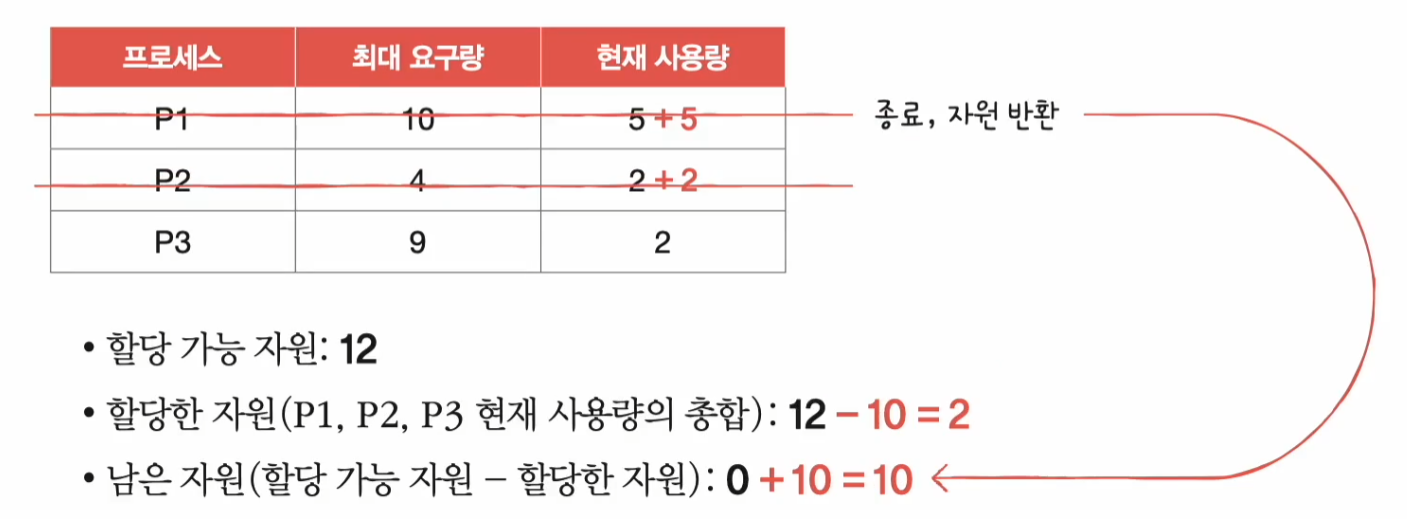 프로세스 최대 요구량 현재 사용량
P1 10 5 + 5 종료, 자원 반환
P2 4 2 + 2
P3 9 2
• 할당 가능 자원: 12
• 할당한 자원(P1, P2, P3 현재 사용량의 총합): 12 – 10 = 2
• 남은 자원(할당 가능 자원 – 할당한 자원): 0 + 10 = 10